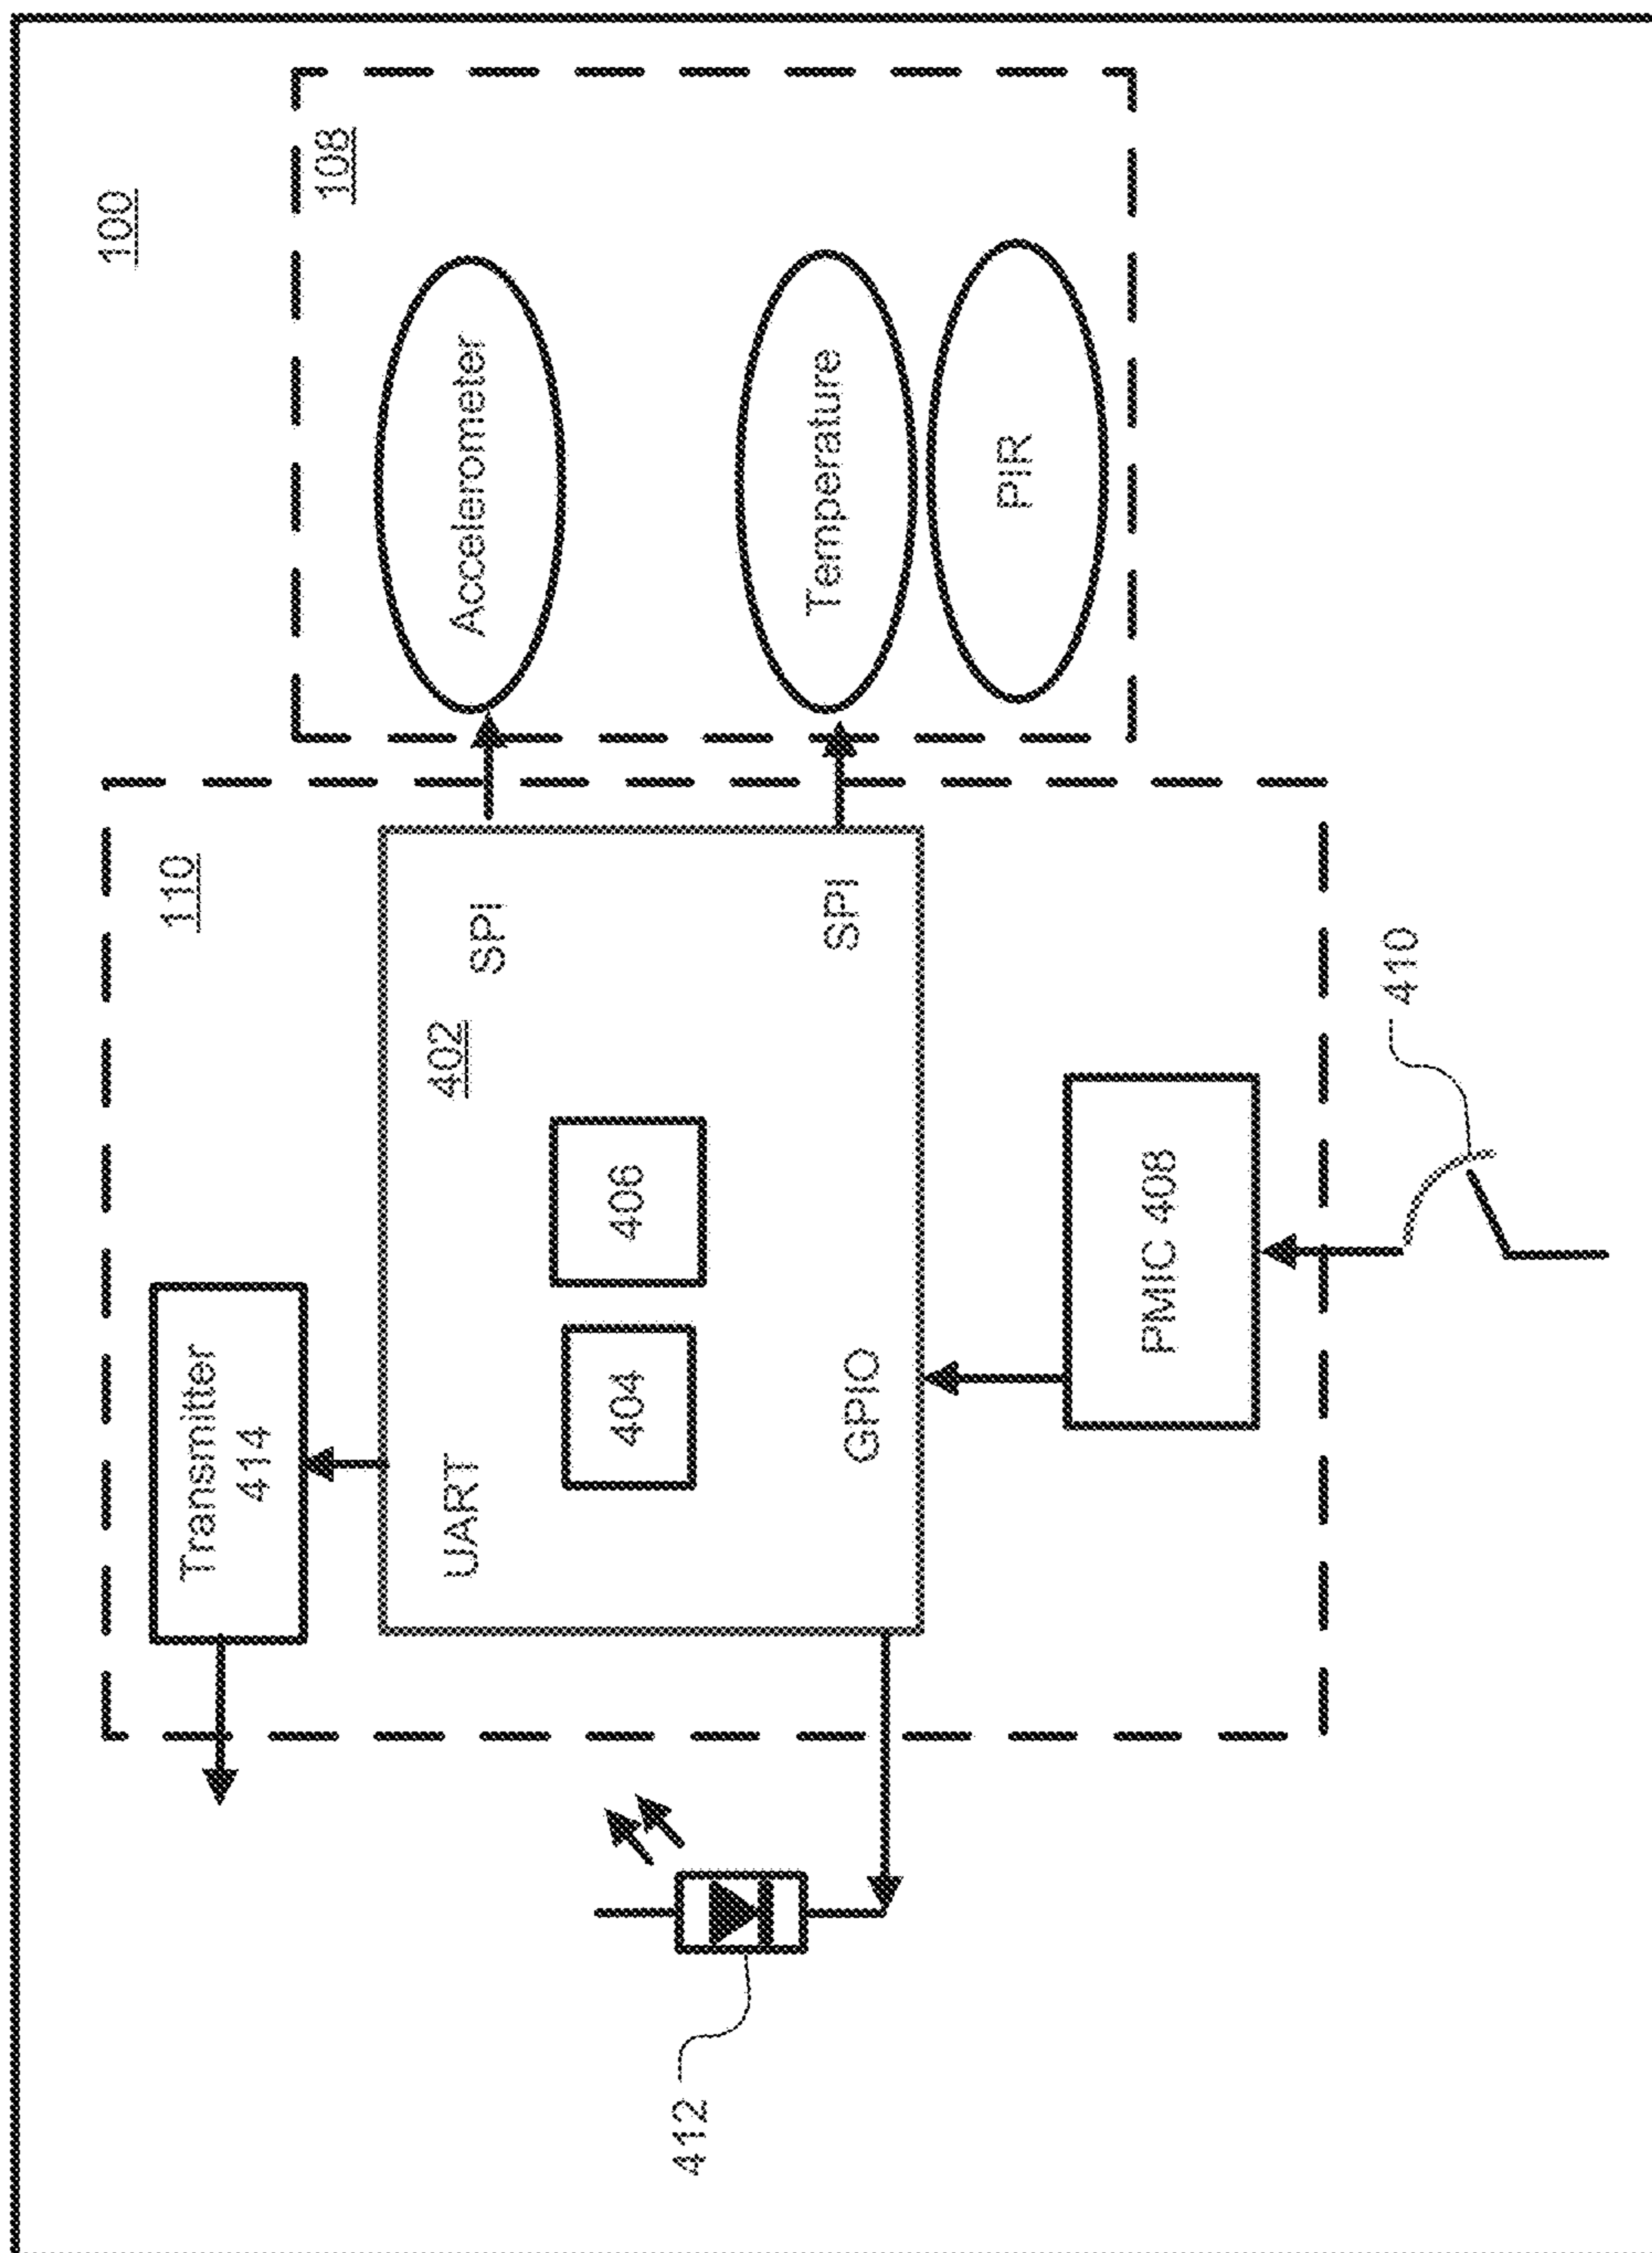 100
110
Transmitter
414
108
402
UART
SPI
Accelerometer
404
406
412
GPIO
SPI
Temperature
PIR
PMIC 408
410